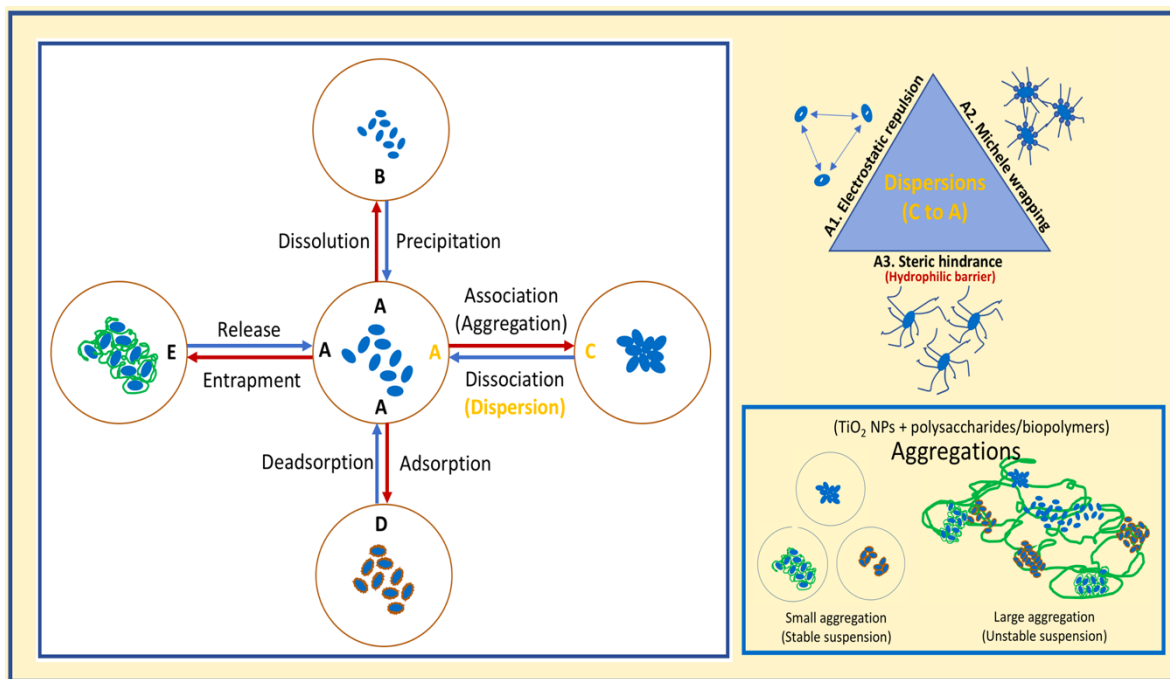 B
Dissolution
Precipitation
A
A
A
A
Association
(Aggregation)
C
Dissociation
(Dispersion)
Release
E
Entrapment
Deadsorption
Adsorption
D
A1. Electrostatic repulsion
A2. Michele wrapping
Dispersions
(C to A)
A3. Steric hindrance
(Hydrophilic barrier)
(TiO₂ NPs + polysaccharides/biopolymers)
Aggregations
Small aggregation
(Stable suspension)
Large aggregation
(Unstable suspension)